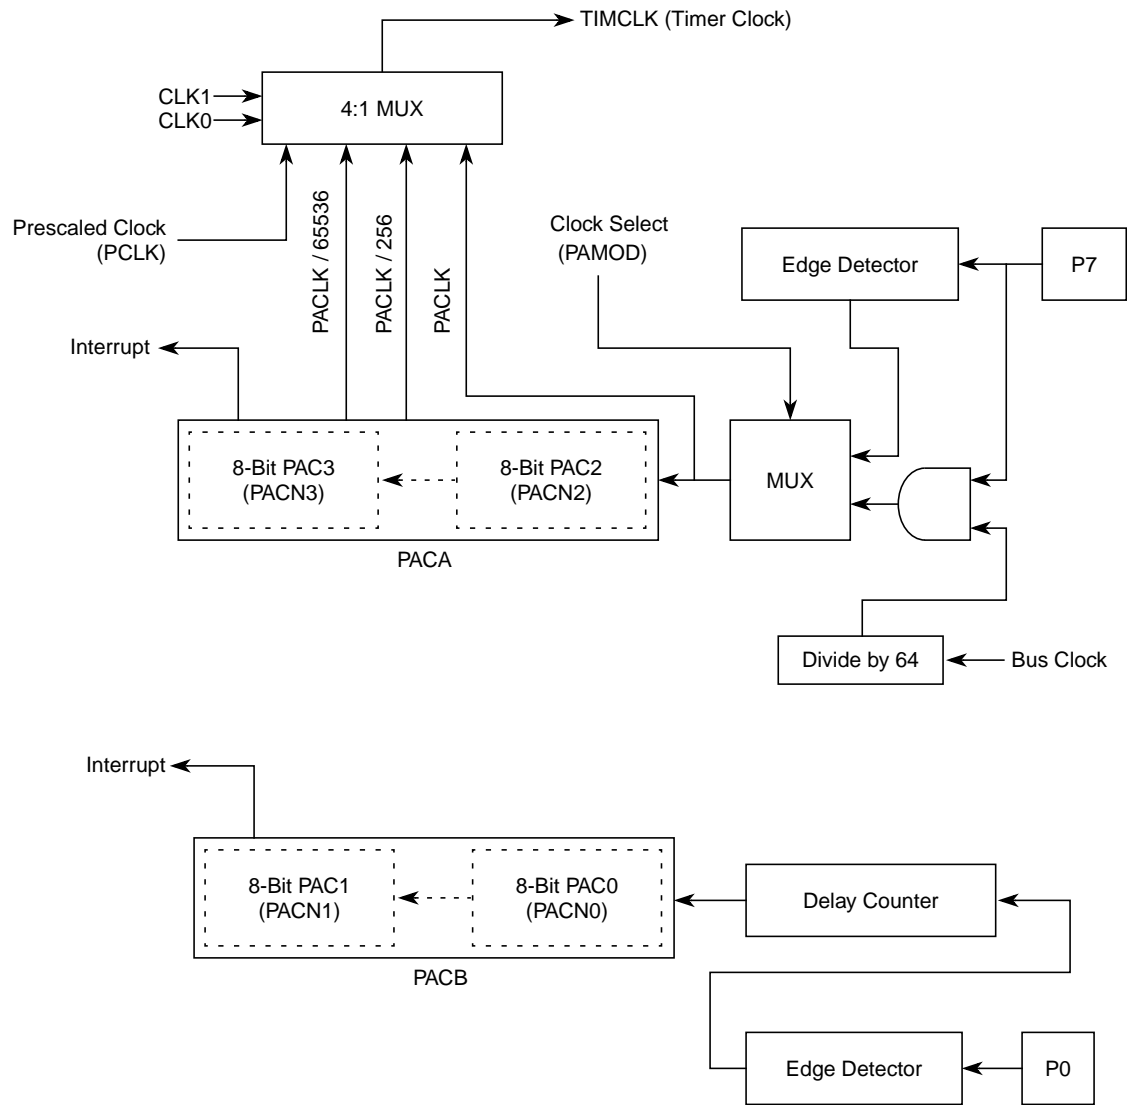 TIMCLK (Timer Clock)
CLK1
CLK0
4:1 MUX
Prescaled Clock
(PCLK)
PACLK / 65536
PACLK / 256
PACLK
Clock Select
(PAMOD)
Edge Detector
P7
Interrupt
8-Bit PAC3
(PACN3)
8-Bit PAC2
(PACN2)
MUX
PACA
Divide by 64
Bus Clock
Interrupt
8-Bit PAC1
(PACN1)
8-Bit PAC0
(PACN0)
Delay Counter
PACB
Edge Detector
P0